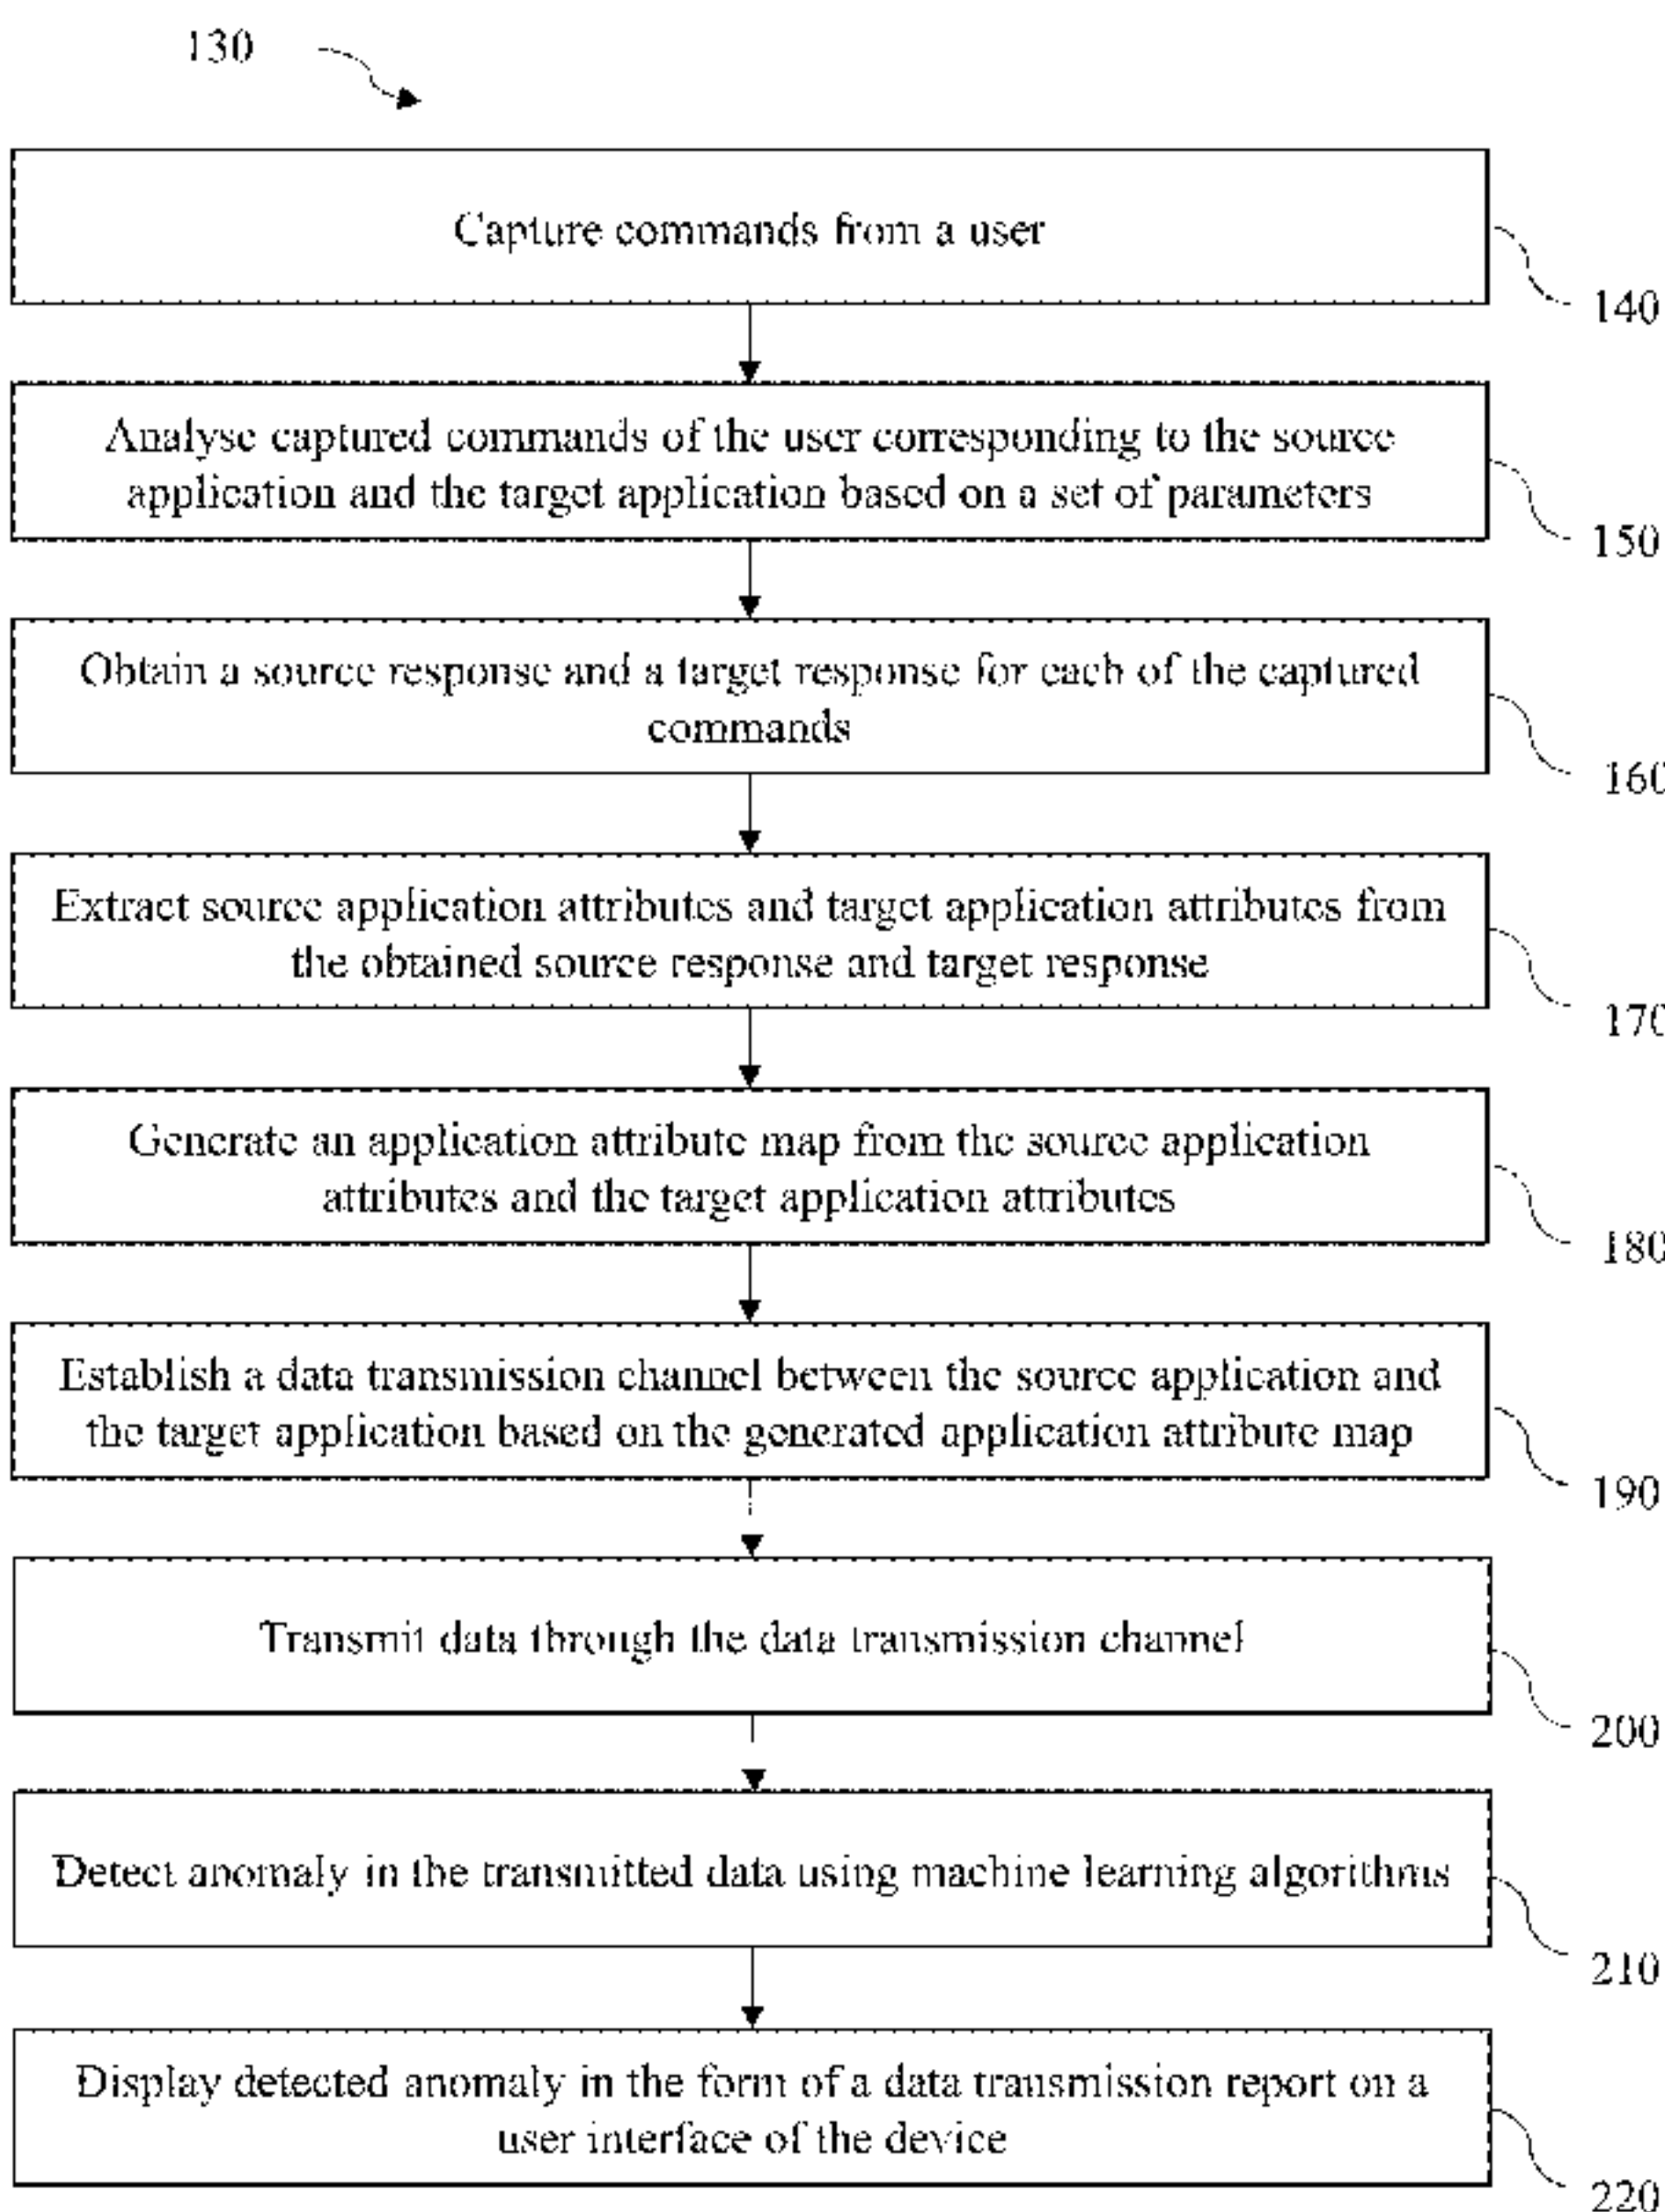 130
Capture commands from a user
140
Analyse captured commands of the user corresponding to the source
application and the target application based on a set of parameters
150
Obtain a source response and a target response for each of the captured
commands
160
Extract source application attributes and target application attributes from
the obtained source response and target response
170
Generate an application attribute map from the source application
attributes and the target application attributes
180
Establish a data transmission channel between the source application and
the target application based on the generated application attribute map
190
Transmit data through the data transmission channel
200
Detect anomaly in the transmitted data using machine learning algorithms
210
Display detected anomaly in the form of a data transmission report on a
user interface of the device
220